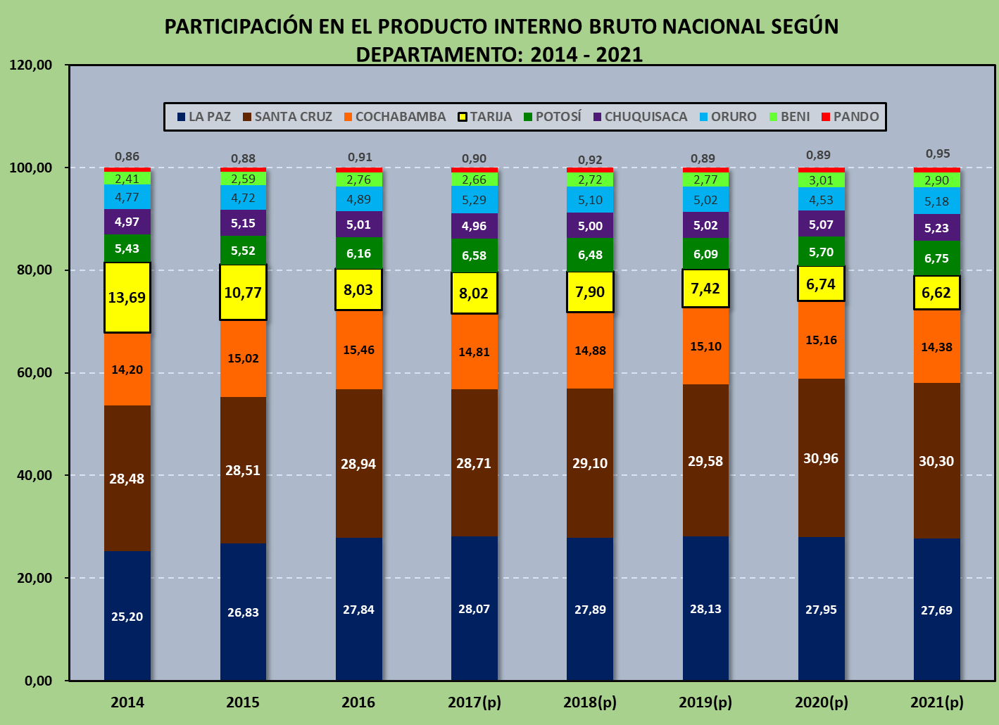 PARTICIPACIÓN EN EL PRODUCTO INTERNO BRUTO NACIONAL SEGÚN
DEPARTAMENTO: 2014 - 2021
120,00
LA PAZ SANTA CRUZ COCHABAMBA TARIJA POTOSÍ CHUQUISACA ORURO BENI PANDO
0,86 0,88 0,91 0,90 0,92 0,89 0,89 0,95
100,00
2,41 2,59 2,76 2,66 2,72 2,77 3,01 2,90
4,77 4,72 4,89 5,29 5,10 5,02 4,53 5,18
4,97 5,15 5,01 4,96 5,00 5,02 5,07 5,23
5,43 5,52 6,16 6,58 6,48 6,09 5,70 6,75
80,00
13,69 10,77 8,03 8,02 7,90 7,42 6,74 6,62
14,20 15,02 15,46 14,81 14,88 15,10 15,16 14,38
60,00
28,48 28,51 28,94 28,71 29,10 29,58 30,96 30,30
40,00
20,00
25,20 26,83 27,84 28,07 27,89 28,13 27,95 27,69
0,00
2014 2015 2016 2017(p) 2018(p) 2019(p) 2020(p) 2021(p)